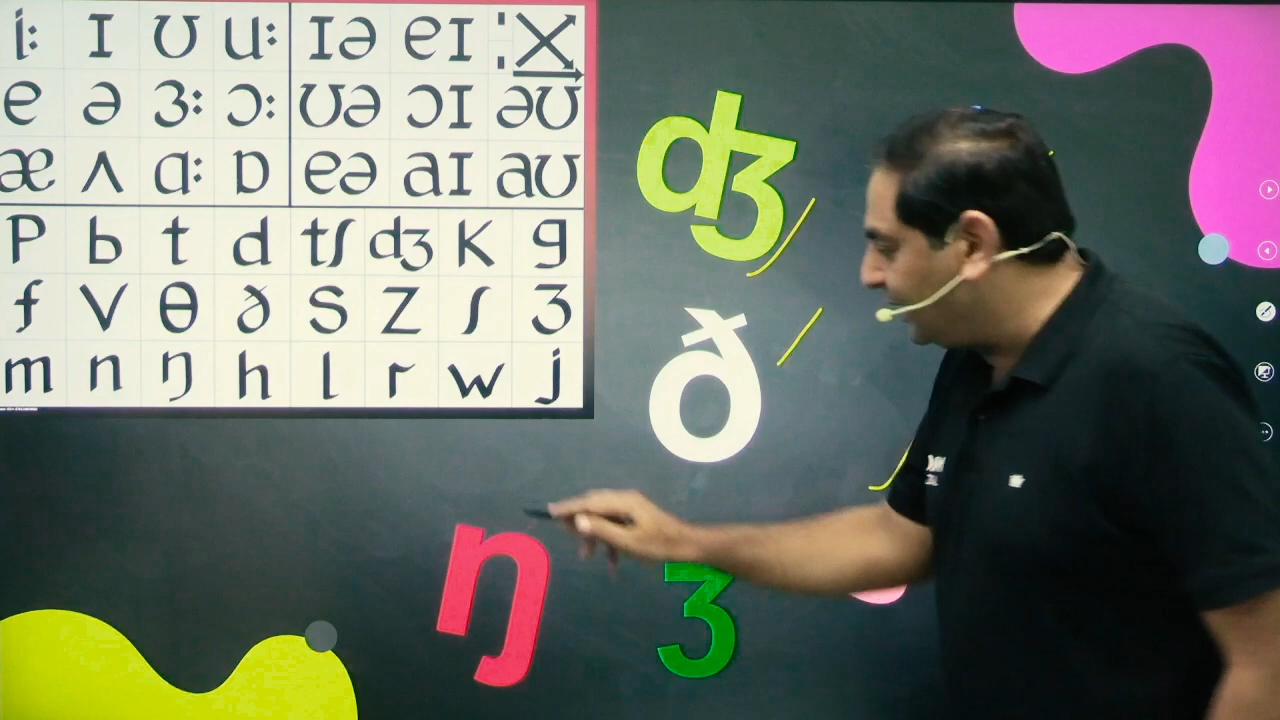 iː ɪ ʊ uː ɪə eɪ
e ə ɜː ɔː ʊə ɔɪ əʊ
æ ʌ ɑː ɒ eə aɪ aʊ
p b t d tʃ dʒ k g
f v θ ð s z ʃ ʒ
m n ŋ h l r w j
dʒ
ð
ŋ
ʒ